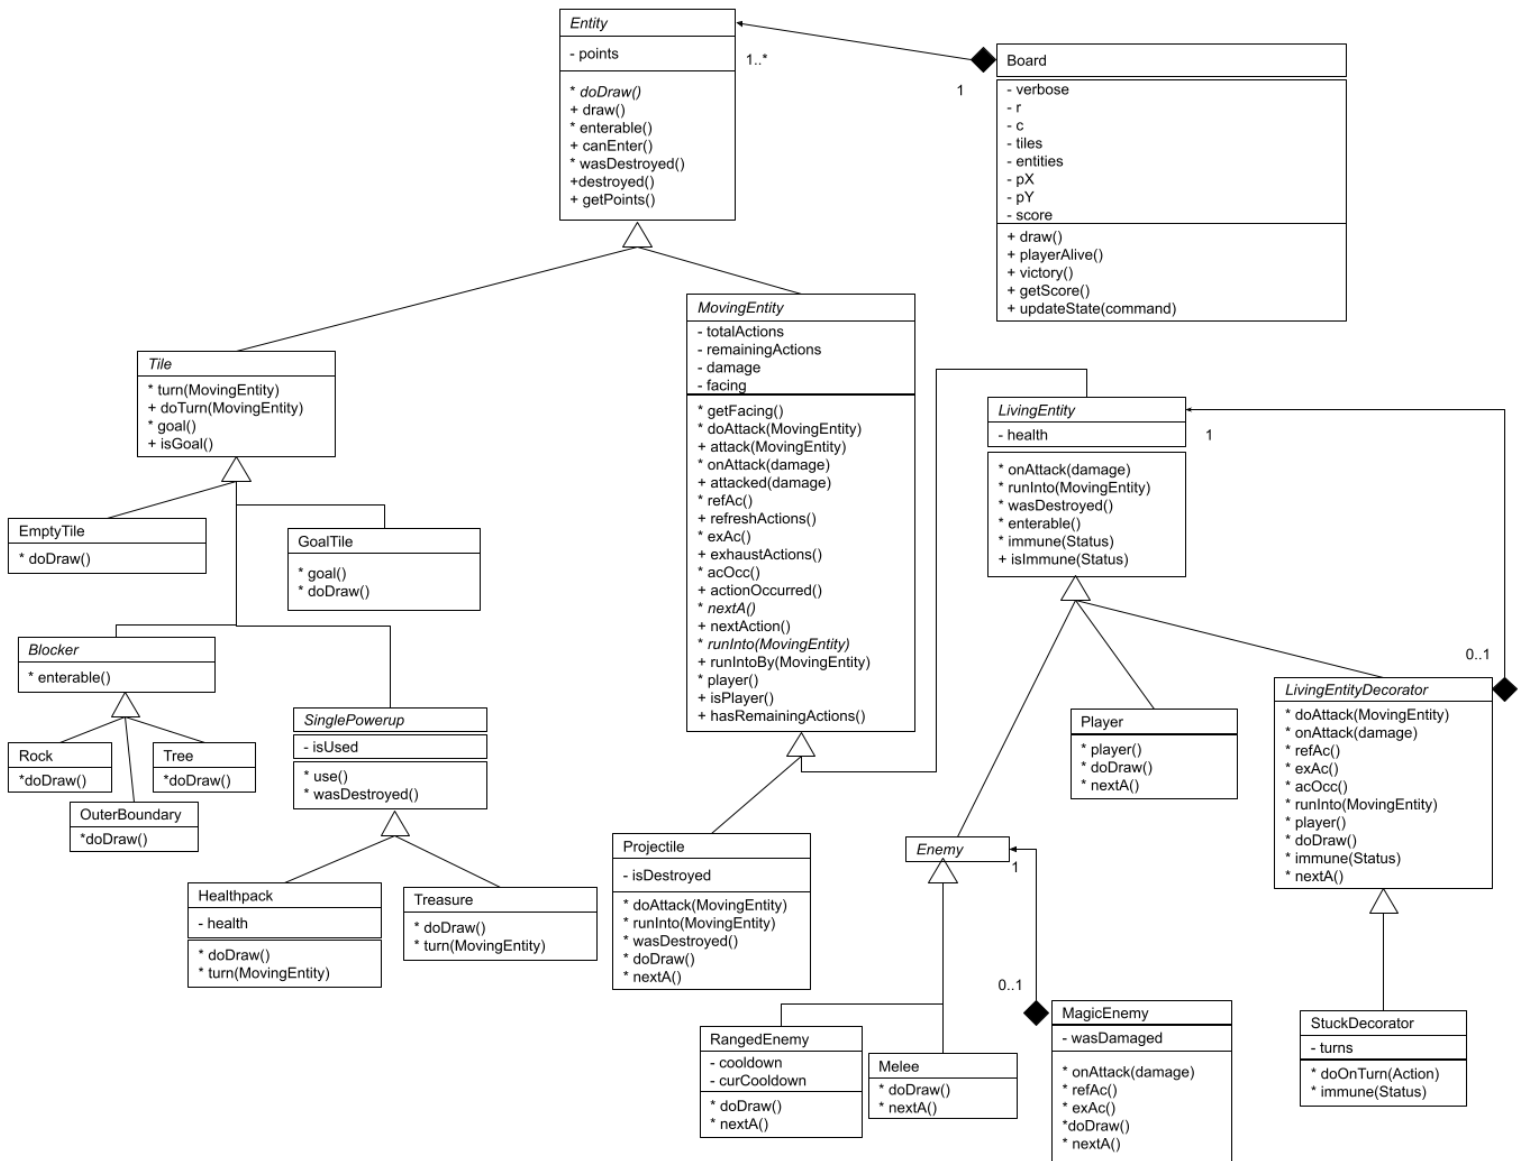 Entity
- points
* doDraw()
+ draw()
* enterable()
+ canEnter()
* wasDestroyed()
+destroyed()
+ getPoints()
1..*
1
Board
- verbose
- r
- c
- tiles
- entities
- pX
- pY
- score
+ draw()
+ playerAlive()
+ victory()
+ getScore()
+ updateState(command)
MovingEntity
- totalActions
- remainingActions
- damage
- facing
* getFacing()
* doAttack(MovingEntity)
+ attack(MovingEntity)
* onAttack(damage)
+ attacked(damage)
* refAc()
+ refreshActions()
* exAc()
+ exhaustActions()
* acOcc()
+ actionOccurred()
* nextA()
+ nextAction()
* runInto(MovingEntity)
+ runIntoBy(MovingEntity)
* player()
+ isPlayer()
+ hasRemainingActions()
Tile
* turn(MovingEntity)
+ doTurn(MovingEntity)
* goal()
+ isGoal()
LivingEntity
- health
* onAttack(damage)
* runInto(MovingEntity)
* wasDestroyed()
* enterable()
* immune(Status)
+ isImmune(Status)
1
0..1
EmptyTile
* doDraw()
GoalTile
* goal()
* doDraw()
Blocker
* enterable()
SinglePowerup
- isUsed
* use()
* wasDestroyed()
Rock
*doDraw()
Tree
*doDraw()
OuterBoundary
*doDraw()
Player
* player()
* doDraw()
* nextA()
LivingEntityDecorator
* doAttack(MovingEntity)
* onAttack(damage)
* refAc()
* exAc()
* acOcc()
* runInto(MovingEntity)
* player()
* doDraw()
* immune(Status)
* nextA()
Healthpack
- health
* doDraw()
* turn(MovingEntity)
Treasure
* doDraw()
* turn(MovingEntity)
Projectile
- isDestroyed
* doAttack(MovingEntity)
* runInto(MovingEntity)
* wasDestroyed()
* doDraw()
* nextA()
Enemy
1
0..1
RangedEnemy
- cooldown
- curCooldown
* doDraw()
* nextA()
Melee
* doDraw()
* nextA()
MagicEnemy
- wasDamaged
* onAttack(damage)
* refAc()
* exAc()
*doDraw()
* nextA()
StuckDecorator
- turns
* doOnTurn(Action)
* immune(Status)